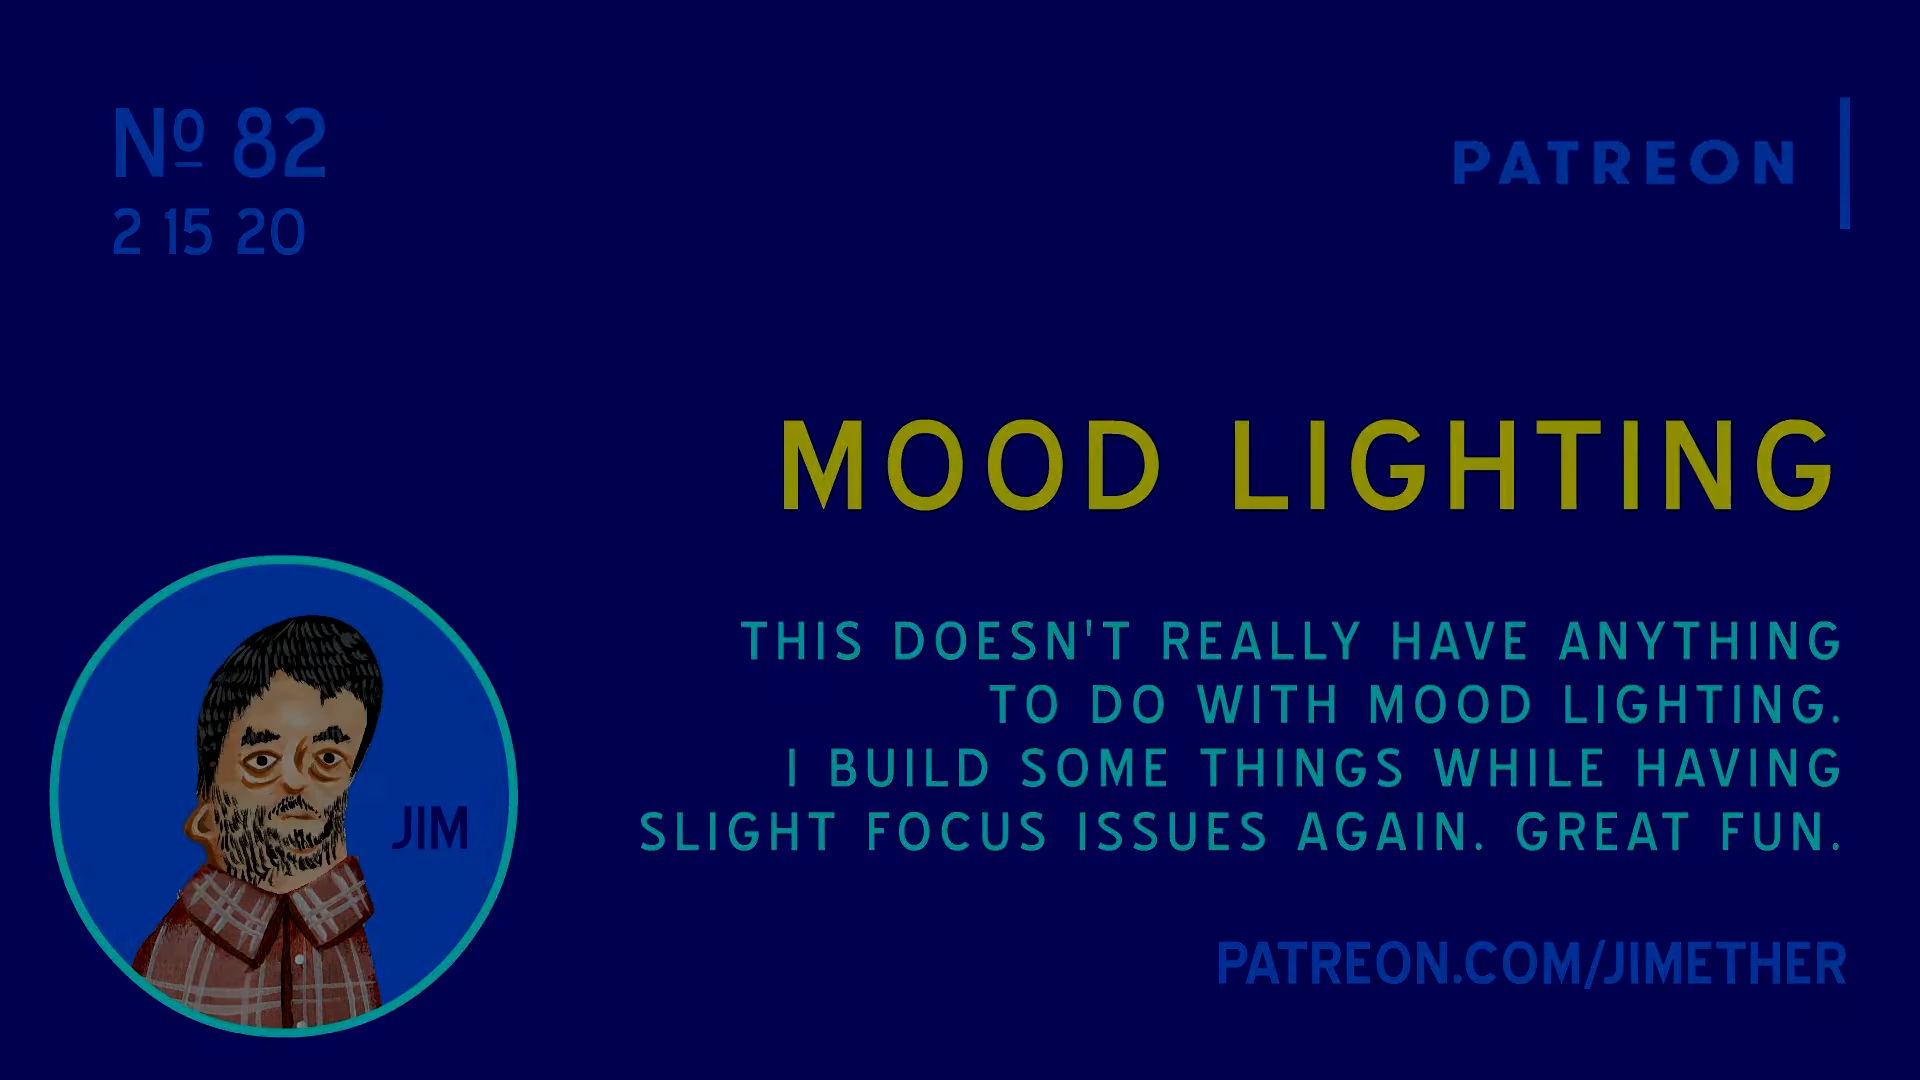 Nº 82
2 15 20
PATREON
MOOD LIGHTING
THIS DOESN'T REALLY HAVE ANYTHING
TO DO WITH MOOD LIGHTING.
I BUILD SOME THINGS WHILE HAVING
SLIGHT FOCUS ISSUES AGAIN. GREAT FUN.
JIM
PATREON.COM/JIMETHER